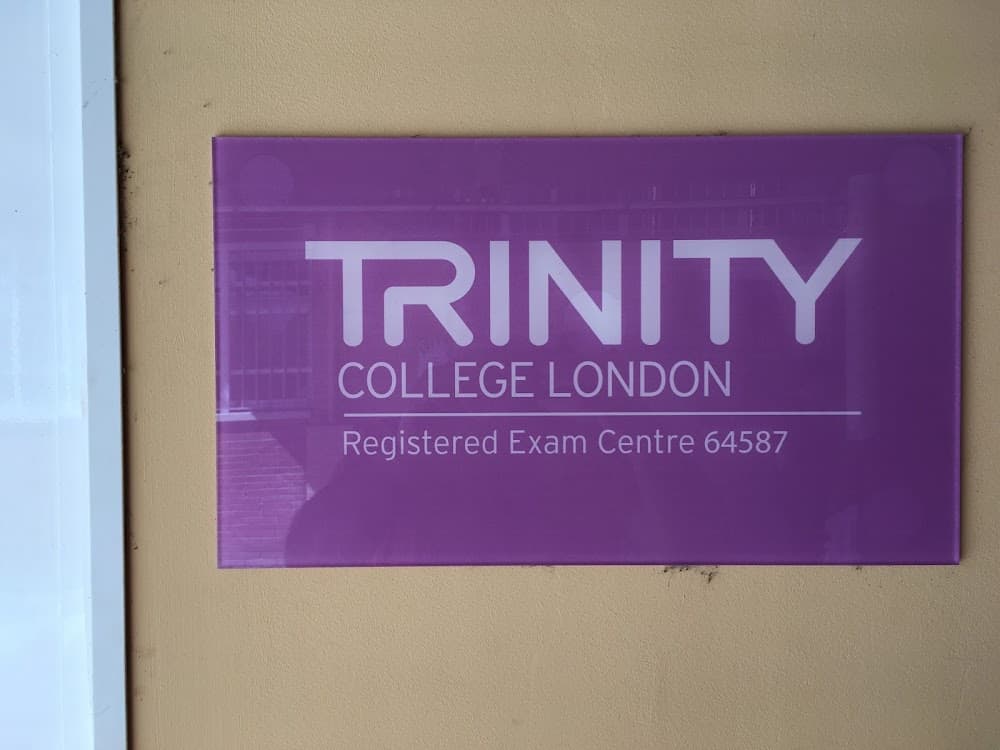 TRINITY
COLLEGE LONDON
Registered Exam Centre 64587